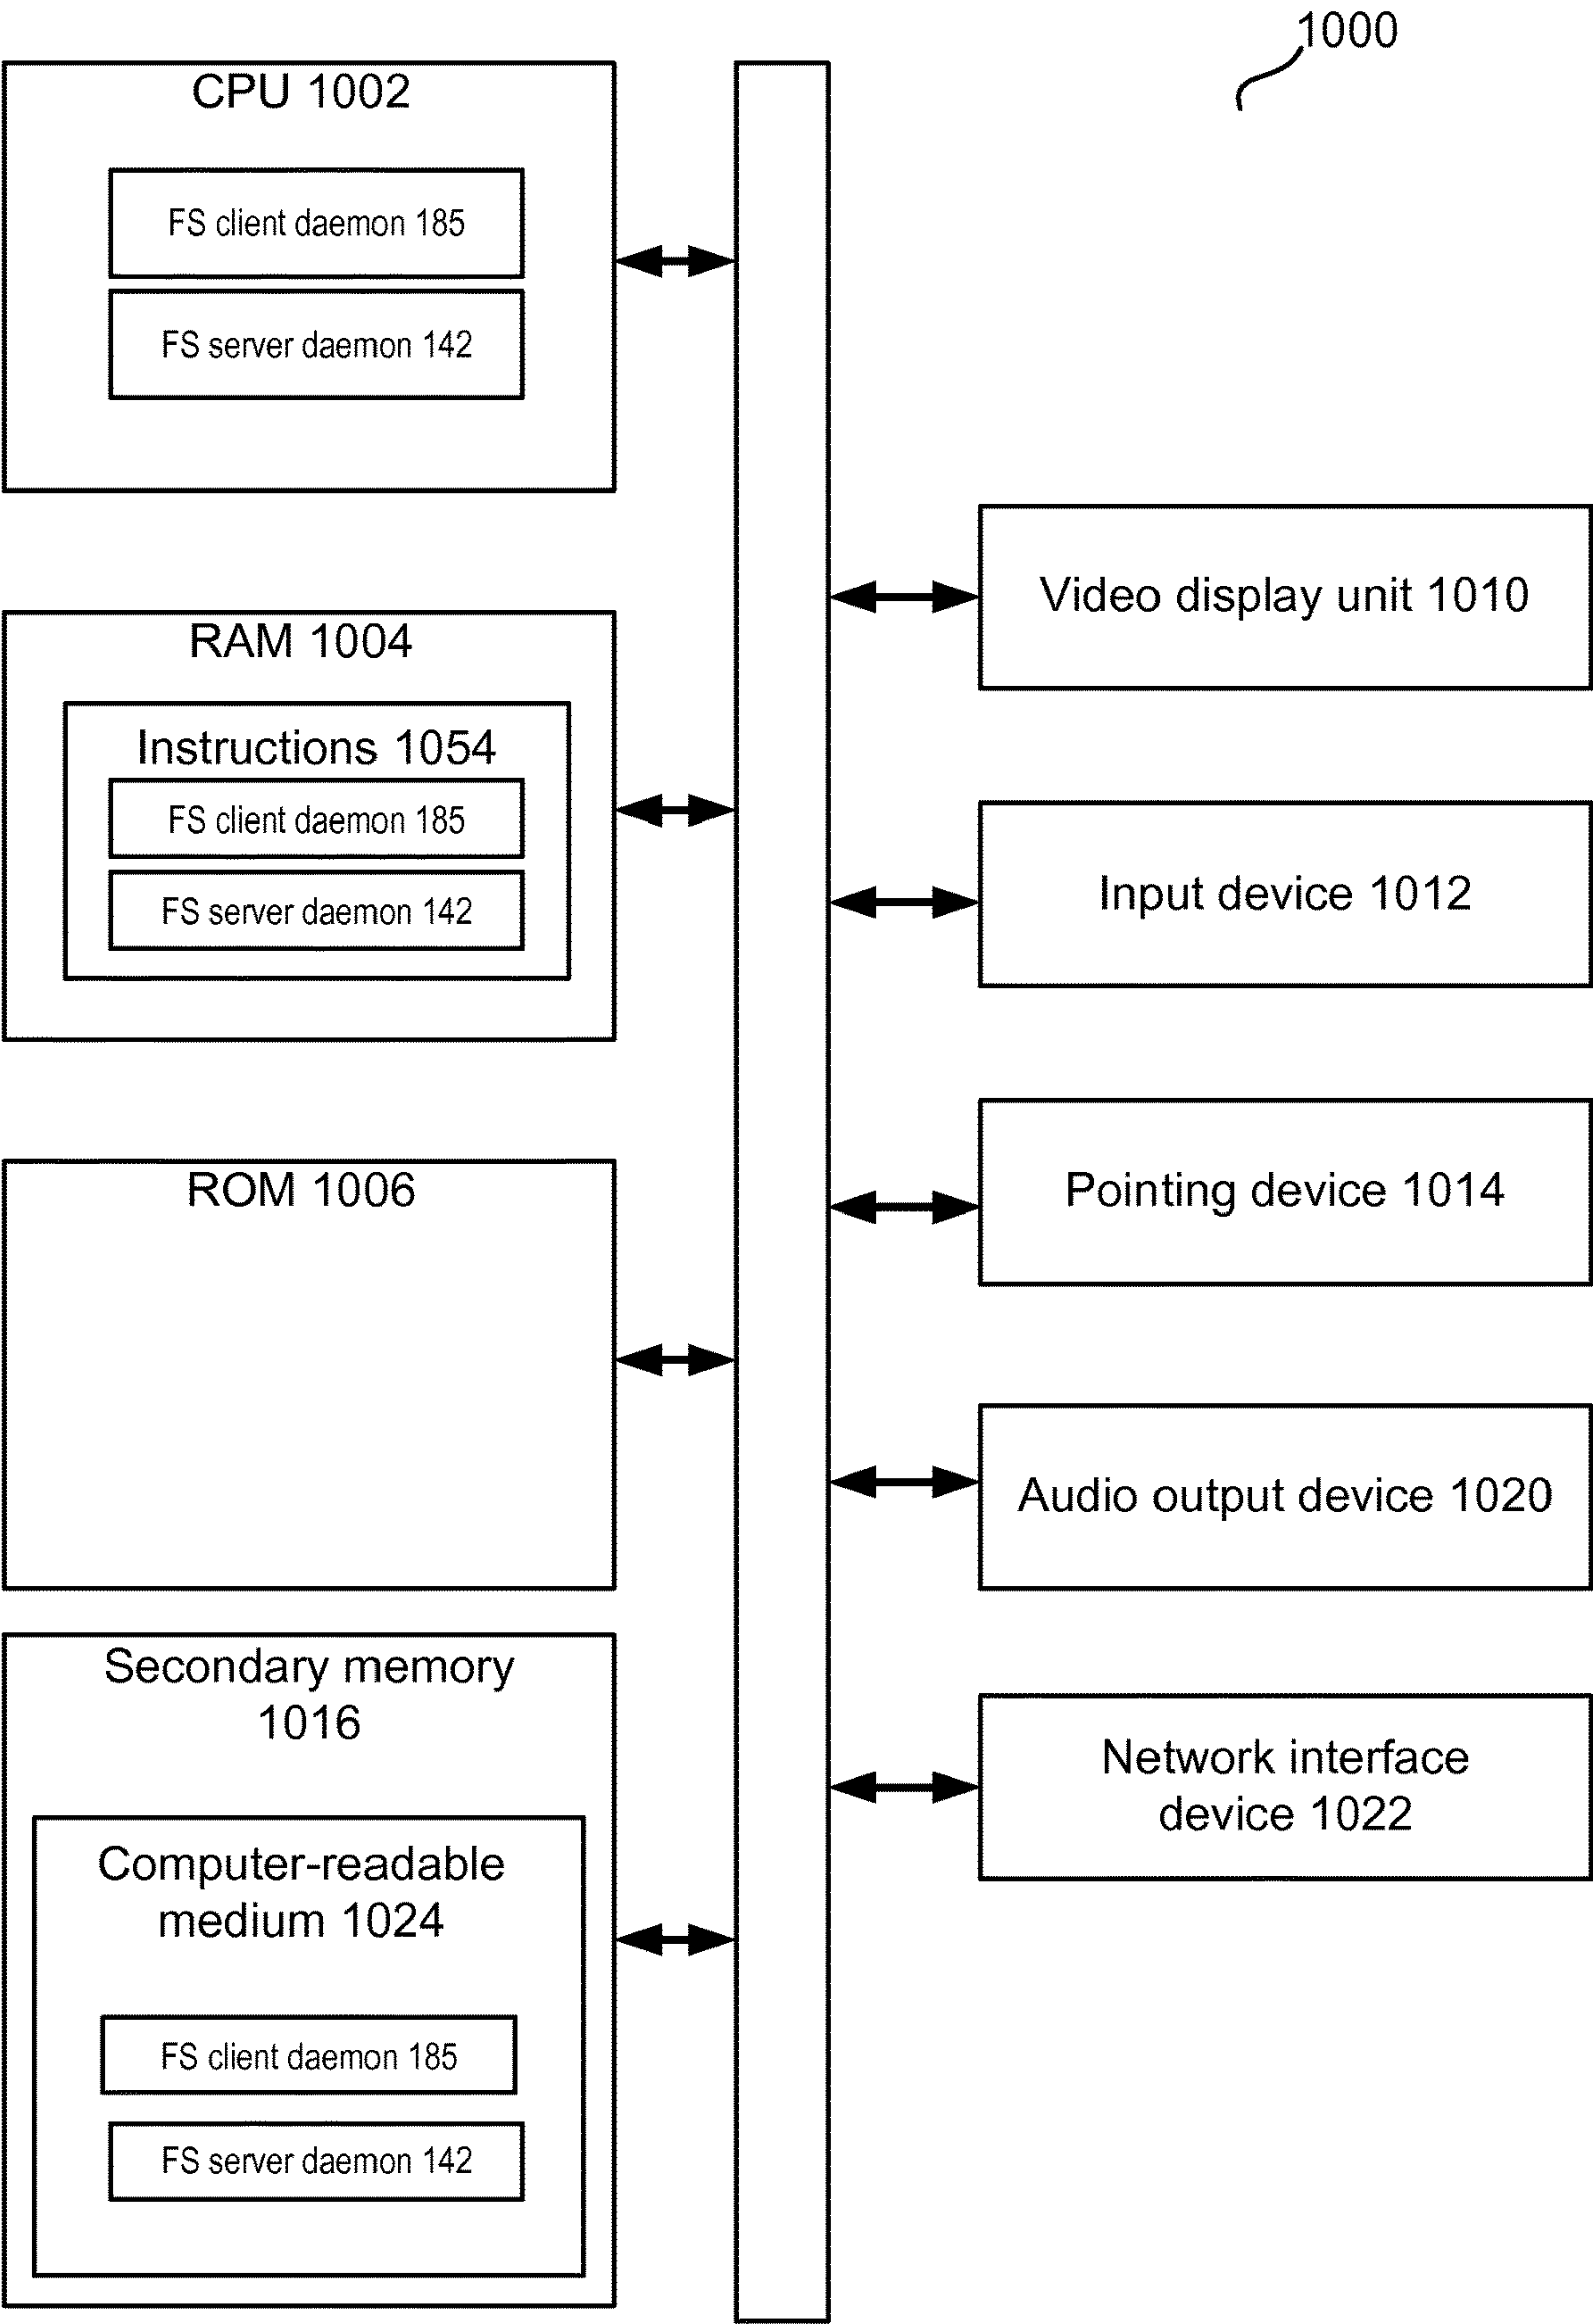 1000
CPU 1002
FS client daemon 185
FS server daemon 142
RAM 1004
Instructions 1054
FS client daemon 185
FS server daemon 142
ROM 1006
Secondary memory
1016
Computer-readable
medium 1024
FS client daemon 185
FS server daemon 142
Video display unit 1010
Input device 1012
Pointing device 1014
Audio output device 1020
Network interface
device 1022